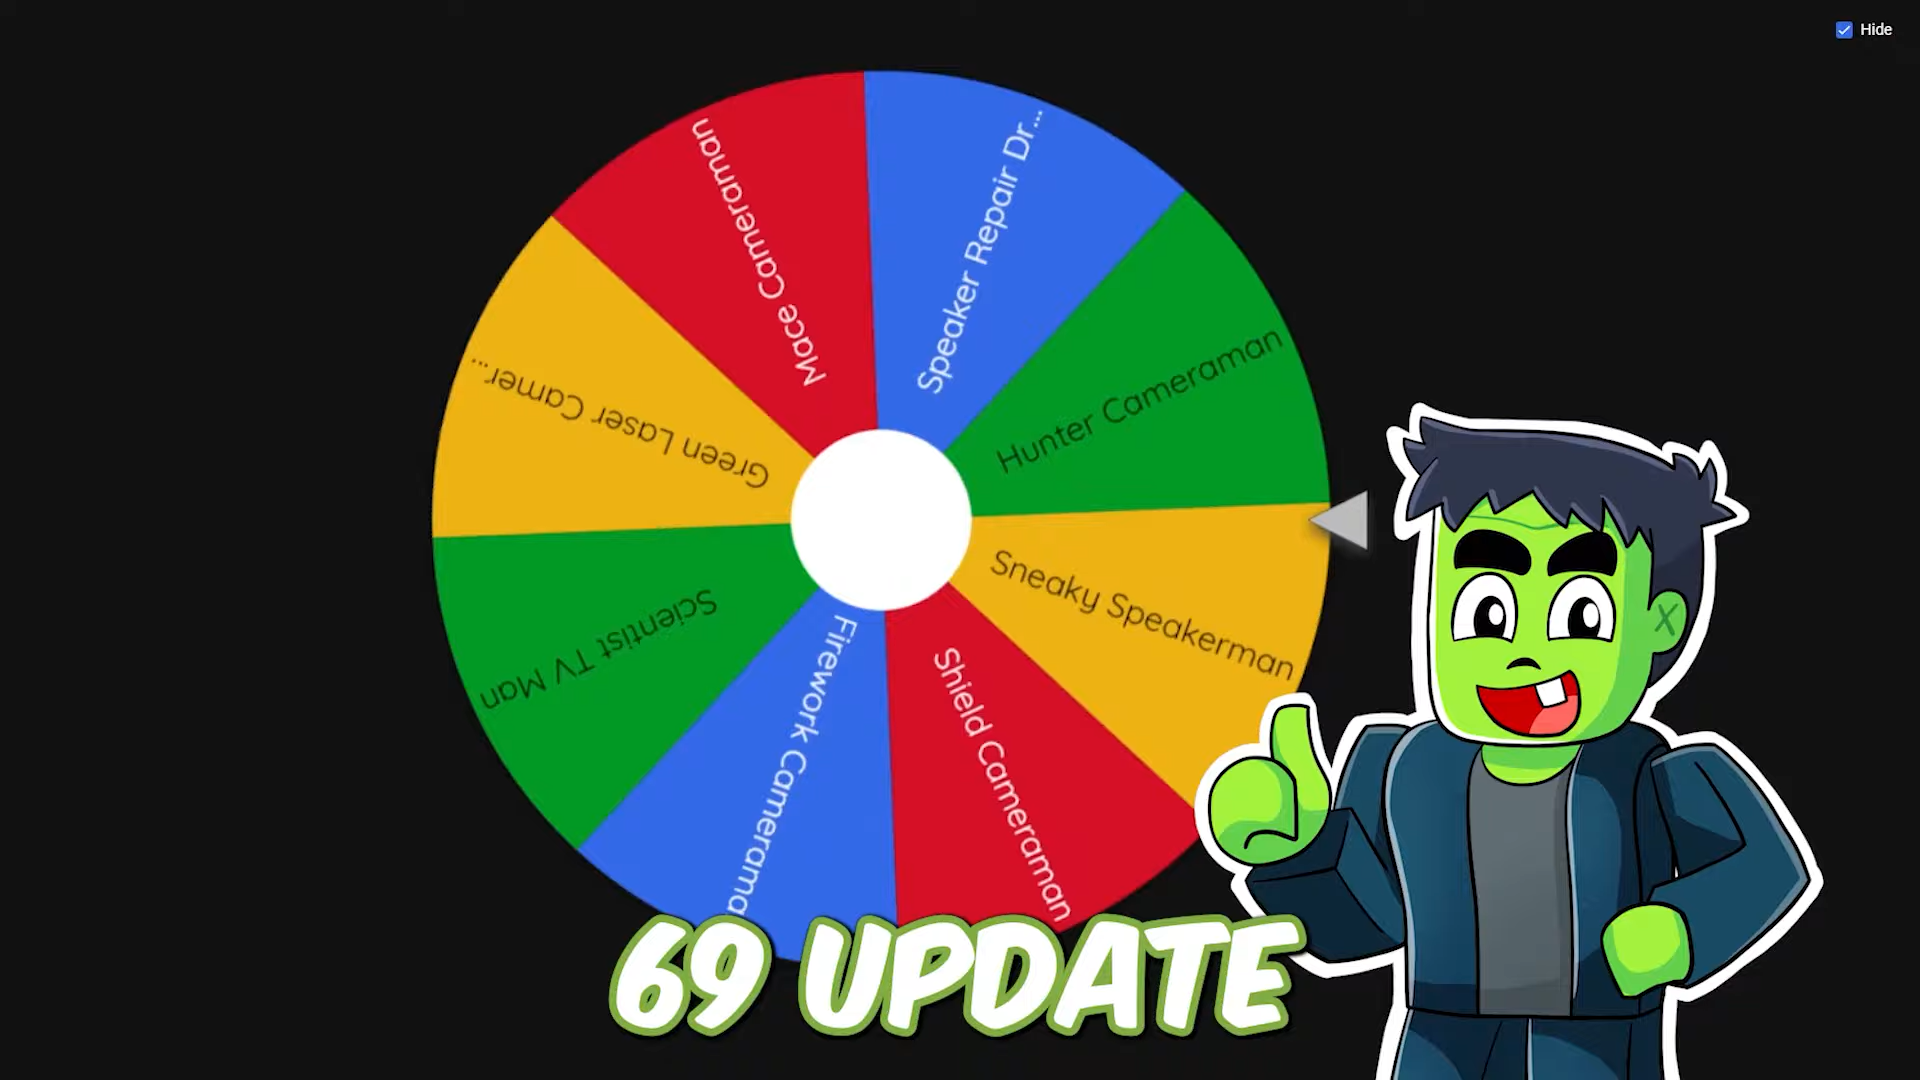 Hide
Speaker Repair Dr...
Hunter Cameraman
Sneaky Speakerman
Shield Cameraman
Firework Camerama
Scientist TV Man
Green Laser Camer...
Mace Cameraman
69 UPDATE